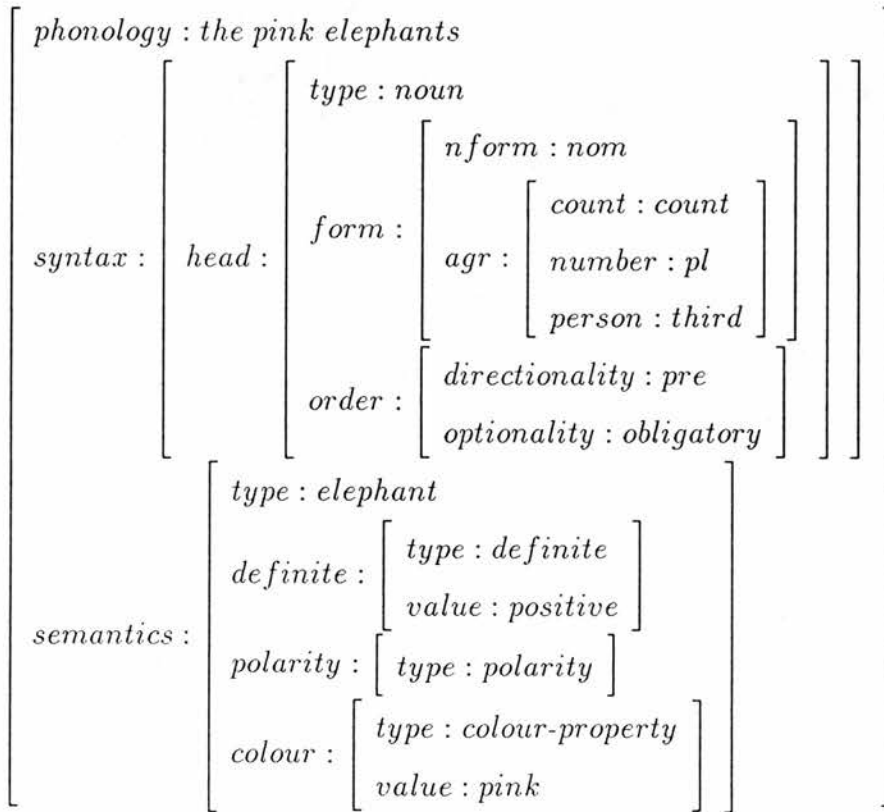 phonology : the pink elephants
type : noun
nform : nom
count : count
form :
syntax : head : agr : number : pl
person : third
directionality : pre
order :
optionality : obligatory
type : elephant
type : definite
definite :
value : positive
semantics :
polarity : type : polarity
type : colour-property
colour :
value : pink